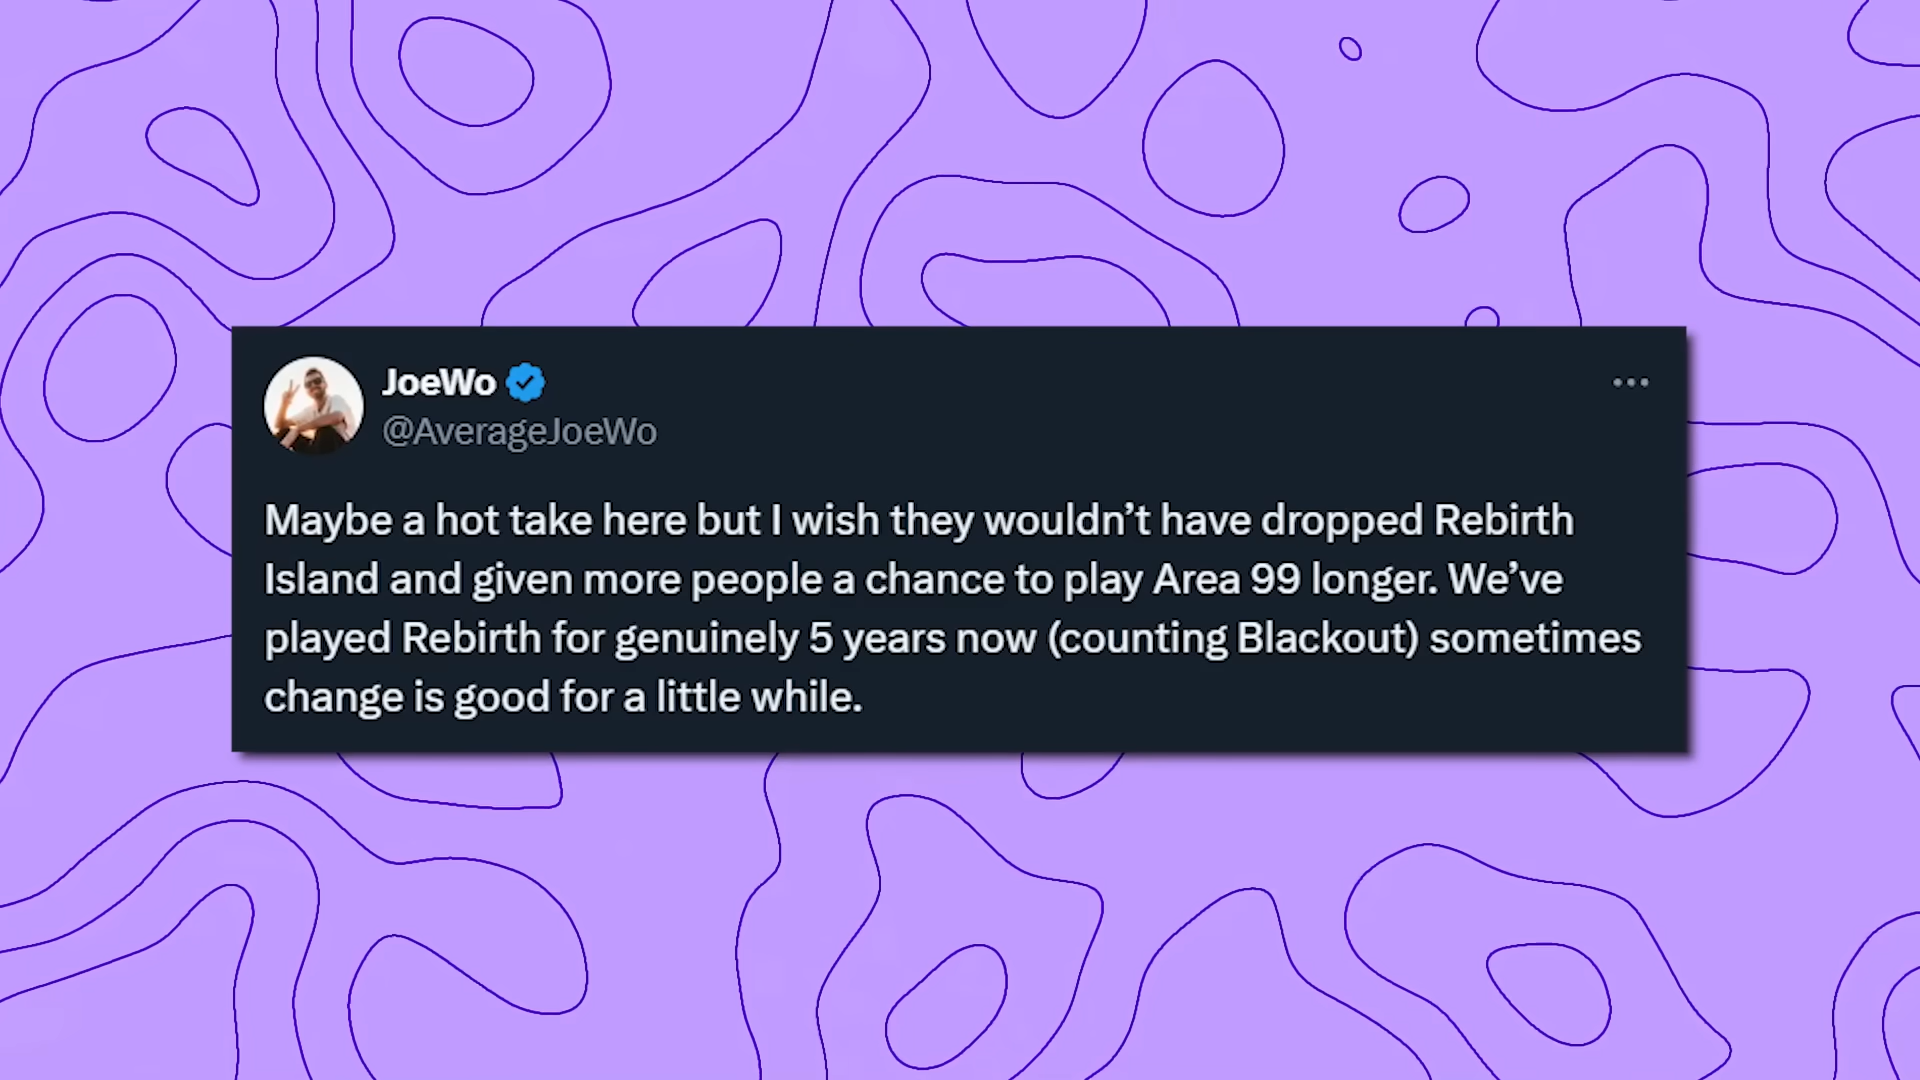 JoeWo
@AverageJoeWo
Maybe a hot take here but I wish they wouldn’t have dropped Rebirth
Island and given more people a chance to play Area 99 longer. We’ve
played Rebirth for genuinely 5 years now (counting Blackout) sometimes
change is good for a little while.